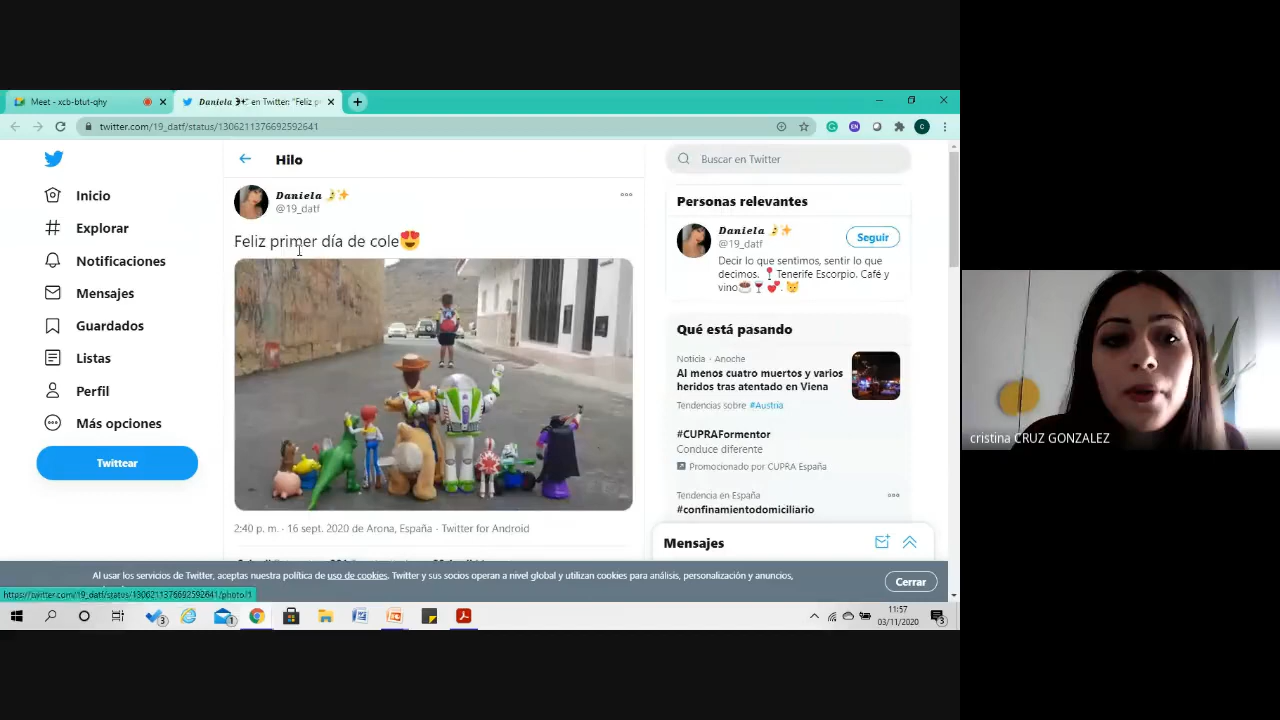 Meet - xcb-btut-qhy
Daniela en Twitter: "Feliz p
twitter.com/19_datf/status/1306211376692592641
Inicio
Explorar
Notificaciones
Mensajes
Guardados
Listas
Perfil
Más opciones
Twittear
Hilo
Daniela 🌛✨
@19_datf
Feliz primer día de cole😍
2:40 p. m. · 16 sept. 2020 de Arona, España · Twitter for Android
Buscar en Twitter
Personas relevantes
Daniela 🌛✨
@19_datf
Seguir
Decir lo que sentimos, sentir lo que
decimos. 📍Tenerife Escorpio. Café y
vino☕🍷💕. 😺
Qué está pasando
Noticia · Anoche
Al menos cuatro muertos y varios
heridos tras atentado en Viena
Tendencias sobre #Austria
#CUPRAFormentor
Conduce diferente
Promocionado por CUPRA España
Tendencia en España
#confinamientodomiciliario
Mensajes
Al usar los servicios de Twitter, aceptas nuestra política de uso de cookies. Twitter y sus socios operan a nivel global y utilizan cookies para análisis, personalización y anuncios,
Cerrar
https://twitter.com/19_datf/status/1306211376692592641/photo/1
11:57
03/11/2020
cristina CRUZ GONZALEZ